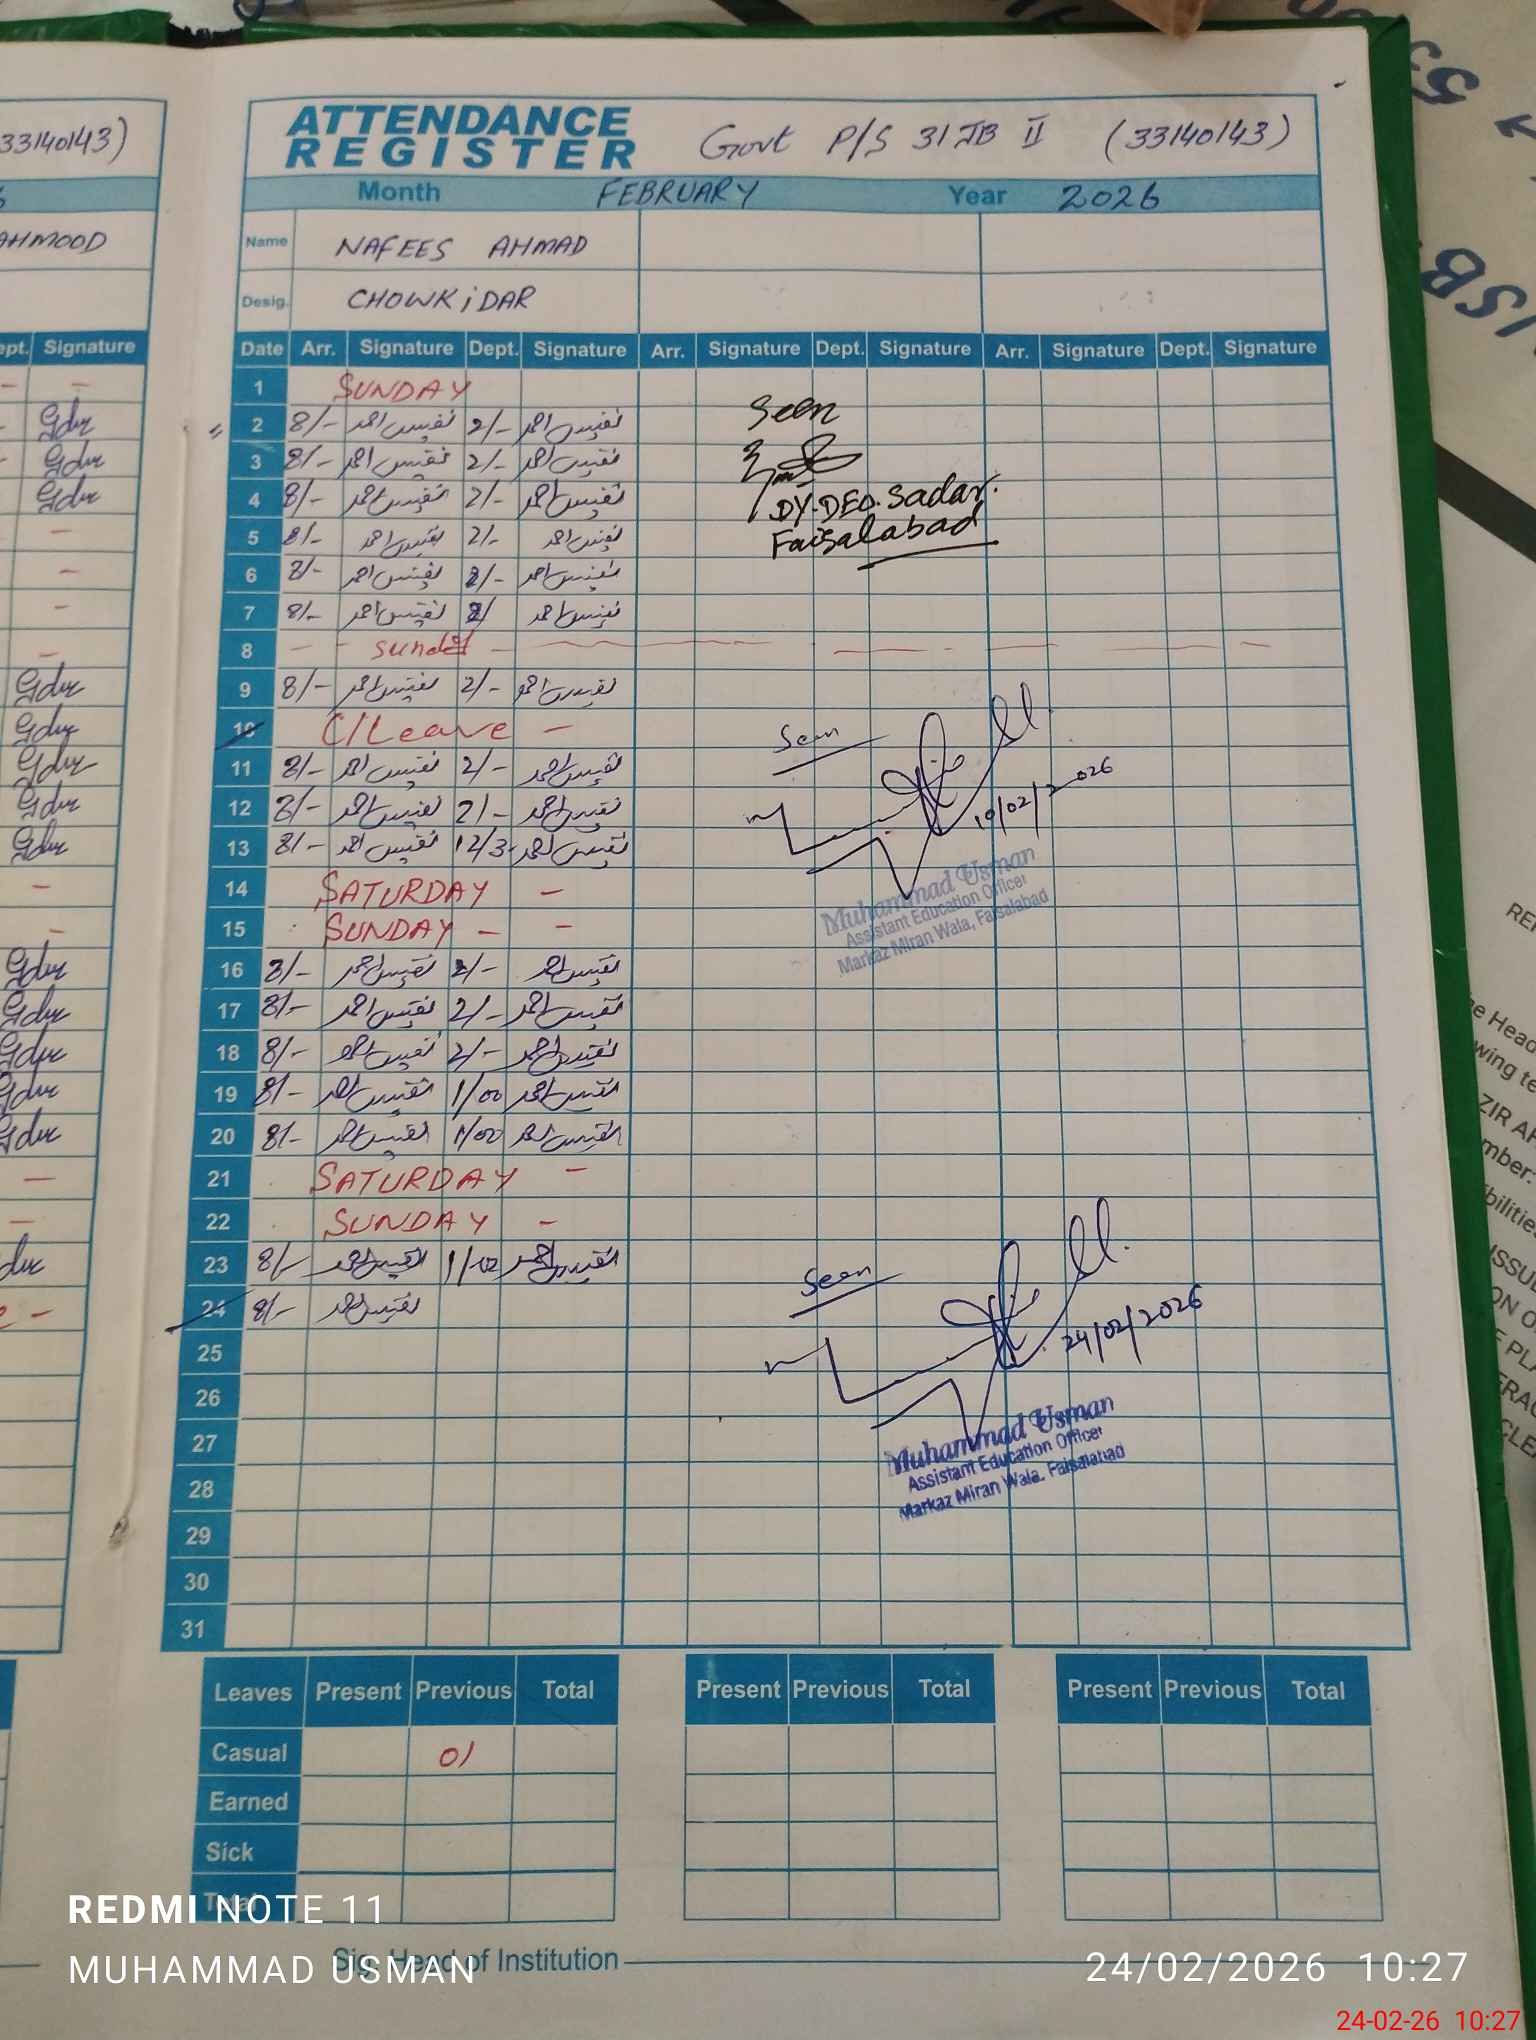 33140143)
AHMOOD
ept. Signature
ATTENDANCE
REGISTER
Govt P/S 31 JB II (33140143)
Month FEBRUARY Year 2026
Name NAFEES AHMAD
Desig. CHOWKiDAR
Date Arr. Signature Dept. Signature Arr. Signature Dept. Signature Arr. Signature Dept. Signature
1 SUNDAY
2 8/- نفیس احمد 2/- نفیس احمد
Seen
3 8/- نفیس احمد 2/- نفیس احمد
4 8/- نفیس احمد 2/- نفیس احمد
DY-DEO. Sadar.
5 8/- نفیس احمد 2/- نفیس احمد
Faisalabad
6 8/- نفیس احمد 2/- نفیس احمد
7 8/- نفیس احمد 2/ نفیس احمد
8 - - Sunday -
9 8/- نفیس احمد 2/- نفیس احمد
10 C/Leave -
Seen
11 8/- نفیس احمد 2/- نفیس احمد
10/02/2026
12 8/- نفیس احمد 2/- نفیس احمد
13 8/- نفیس احمد 12/3- نفیس احمد
14 SATURDAY -
Muhammad Usman
Assistant Education Officer
Markaz Miran Wala, Faisalabad
15 SUNDAY - -
16 8/- نفیس احمد 2/- نفیس احمد
17 8/- نفیس احمد 2/- نفیس احمد
18 8/- نفیس احمد 2/- نفیس احمد
19 8/- نفیس احمد 1/00 نفیس احمد
20 8/- نفیس احمد 1/00 نفیس احمد
21 SATURDAY -
22 SUNDAY -
23 8/- نفیس احمد 1/00 نفیس احمد
Seen
24 8/- نفیس احمد
24/02/2026
25
26
27
Muhammad Usman
Assistant Education Officer
Markaz Miran Wala. Faisalabad
28
29
30
31
Leaves Present Previous Total Present Previous Total Present Previous Total
Casual 01
Earned
Sick
Total
Sig. Head of Institution
REDMI NOTE 11
MUHAMMAD USMAN
24/02/2026 10:27
24-02-26 10:27